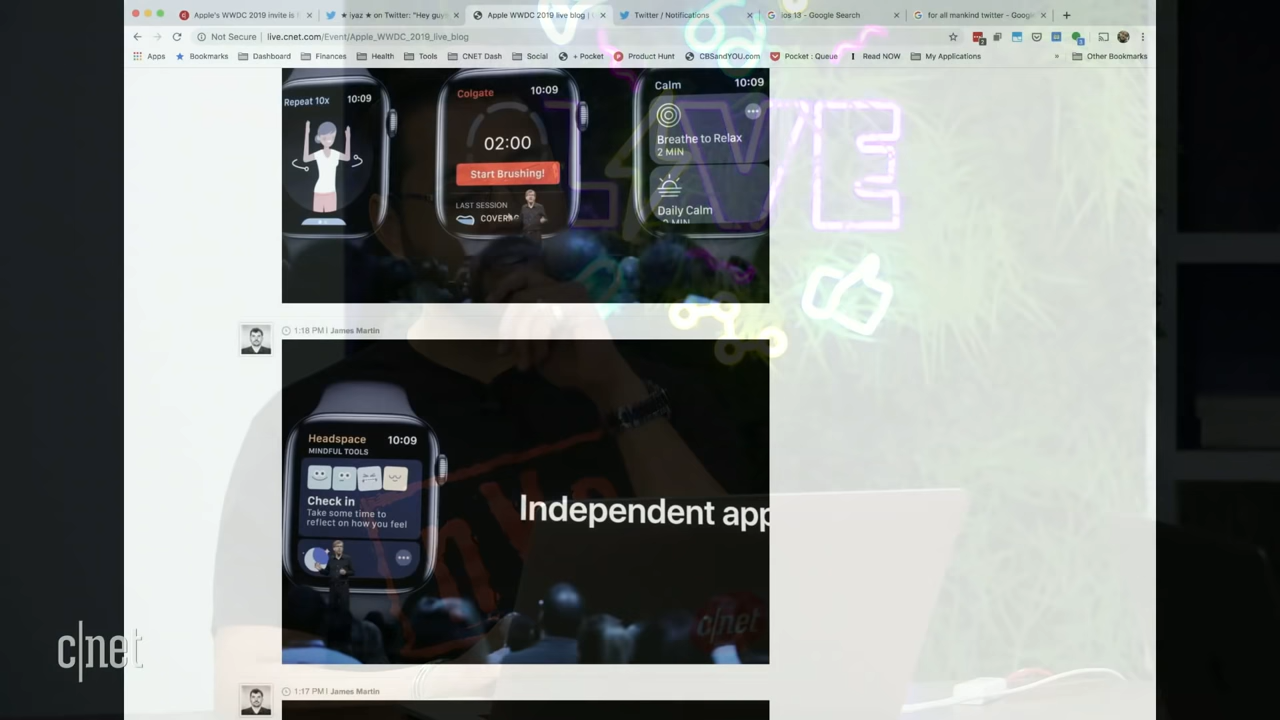 Apple's WWDC 2019 invite is
★ iyaz ★ on Twitter: "Hey guys
Apple WWDC 2019 live blog |
Twitter / Notifications
ios 13 - Google Search
for all mankind twitter - Goog
Not Secure | live.cnet.com/Event/Apple_WWDC_2019_live_blog
Apps
Bookmarks
Dashboard
Finances
Health
Tools
CNET Dash
Social
+ Pocket
Product Hunt
CBSandYOU.com
Pocket : Queue
Read NOW
My Applications
»
Other Bookmarks
Repeat 10x
10:09
Colgate
10:09
02:00
Start Brushing!
LAST SESSION
Calm
10:09
Breathe to Relax
2 MIN
Daily Calm
LIVE
1:18 PM | James Martin
Headspace
10:09
MINDFUL TOOLS
Check in
Take some time to
reflect on how you feel
Independent app
c|net
c|net
1:17 PM | James Martin